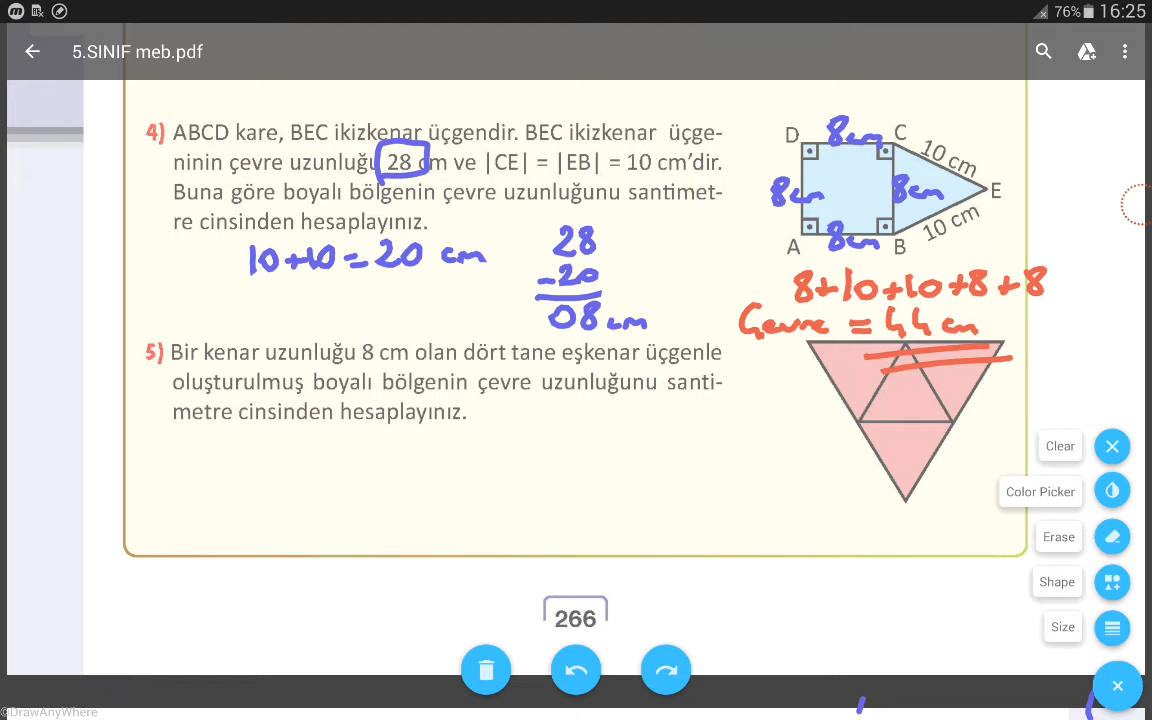 76% 16:25
5.SINIF meb.pdf
4) ABCD kare, BEC ikizkenar üçgendir. BEC ikizkenar üçge-
ninin çevre uzunluğu 28 cm ve |CE| = |EB| = 10 cm'dir.
Buna göre boyalı bölgenin çevre uzunluğunu santimet-
re cinsinden hesaplayınız.
10+10=20 cm
28
-20
08 cm
D 8cm C
10 cm
8cm 8cm E
A 8cm B
10 cm
8+10+10+8+8
Çevre = 44 cm
5) Bir kenar uzunluğu 8 cm olan dört tane eşkenar üçgenle
oluşturulmuş boyalı bölgenin çevre uzunluğunu santi-
metre cinsinden hesaplayınız.
Clear
Color Picker
Erase
Shape
Size
266
©DrawAnyWhere